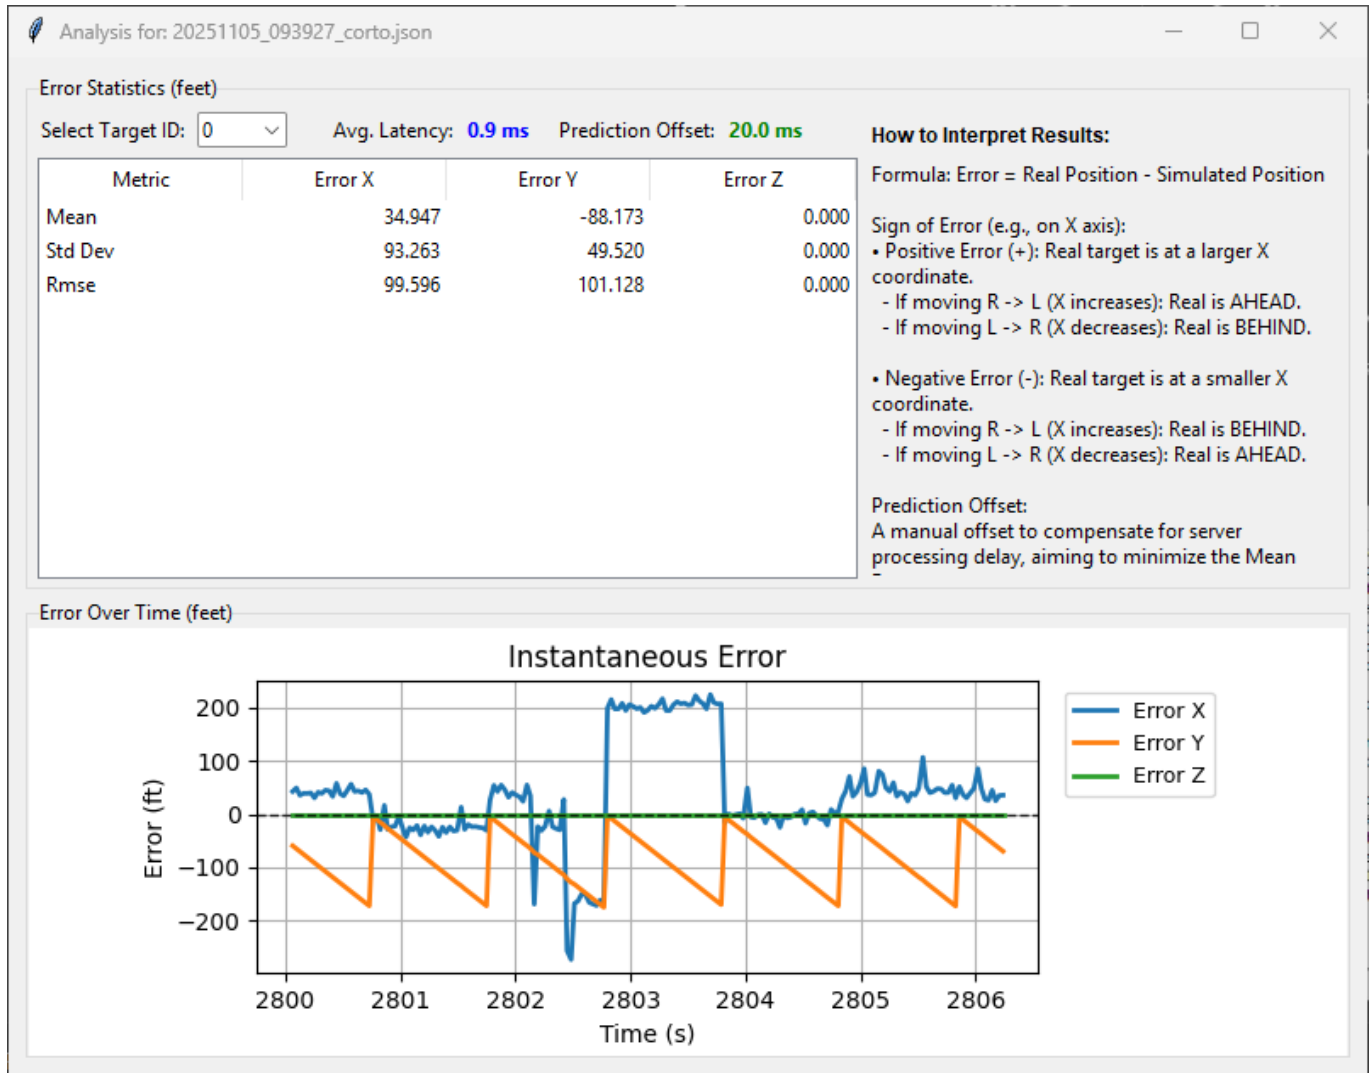 Analysis for: 20251105_093927_corto.json
Error Statistics (feet)
Select Target ID: 0 Avg. Latency: 0.9 ms Prediction Offset: 20.0 ms
Metric Error X Error Y Error Z
Mean 34.947 -88.173 0.000
Std Dev 93.263 49.520 0.000
Rmse 99.596 101.128 0.000
How to Interpret Results:
Formula: Error = Real Position - Simulated Position
Sign of Error (e.g., on X axis):
• Positive Error (+): Real target is at a larger X
coordinate.
- If moving R -> L (X increases): Real is AHEAD.
- If moving L -> R (X decreases): Real is BEHIND.
• Negative Error (-): Real target is at a smaller X
coordinate.
- If moving R -> L (X increases): Real is BEHIND.
- If moving L -> R (X decreases): Real is AHEAD.
Prediction Offset:
A manual offset to compensate for server
processing delay, aiming to minimize the Mean
Error Over Time (feet)
Instantaneous Error
200
100
0
−100
−200
Error (ft)
2800 2801 2802 2803 2804 2805 2806
Time (s)
Error X
Error Y
Error Z